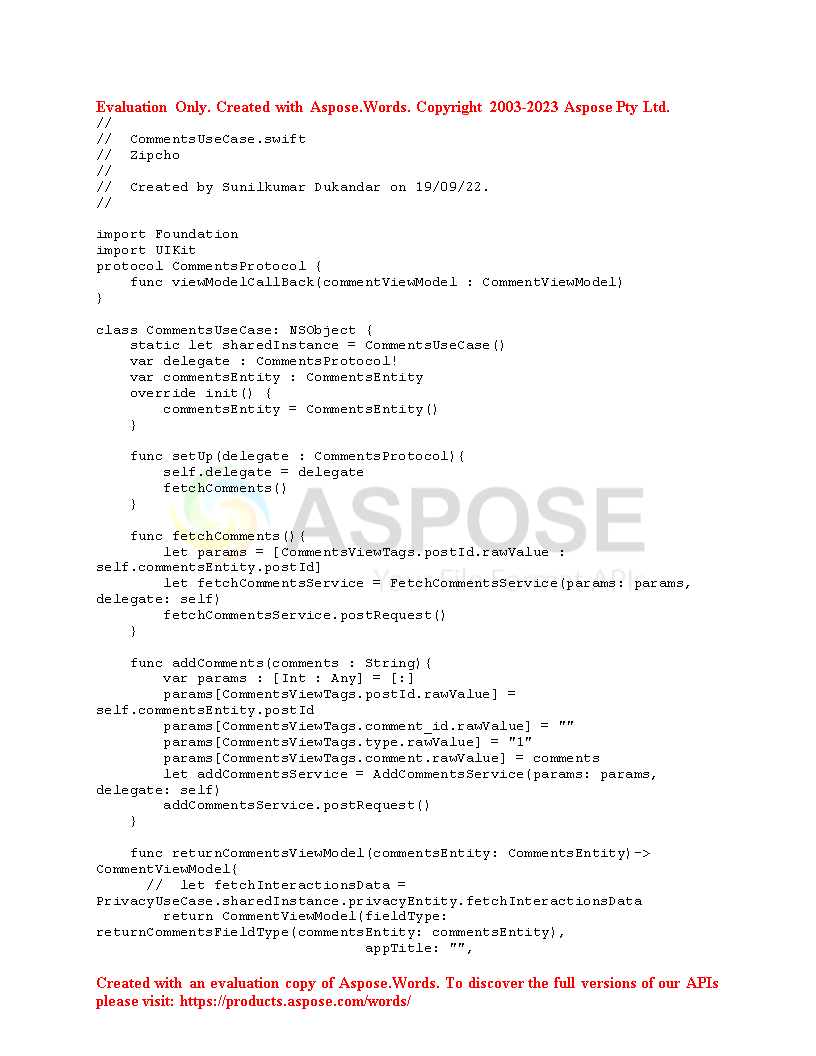 Evaluation Only. Created with Aspose.Words. Copyright 2003-2023 Aspose Pty Ltd.
//
//  CommentsUseCase.swift
//  Zipcho
//
//  Created by Sunilkumar Dukandar on 19/09/22.
//

import Foundation
import UIKit
protocol CommentsProtocol {
    func viewModelCallBack(commentViewModel : CommentViewModel)
}

class CommentsUseCase: NSObject {
    static let sharedInstance = CommentsUseCase()
    var delegate : CommentsProtocol!
    var commentsEntity : CommentsEntity
    override init() {
        commentsEntity = CommentsEntity()
    }

    func setUp(delegate : CommentsProtocol){
        self.delegate = delegate
        fetchComments()
    }
ASPOSE
    func fetchComments(){
        let params = [CommentsViewTags.postId.rawValue :
self.commentsEntity.postId]
Your File Format APIs
        let fetchCommentsService = FetchCommentsService(params: params,
delegate: self)
        fetchCommentsService.postRequest()
    }

    func addComments(comments : String){
        var params : [Int : Any] = [:]
        params[CommentsViewTags.postId.rawValue] =
self.commentsEntity.postId
        params[CommentsViewTags.comment_id.rawValue] = ""
        params[CommentsViewTags.type.rawValue] = "1"
        params[CommentsViewTags.comment.rawValue] = comments
        let addCommentsService = AddCommentsService(params: params,
delegate: self)
        addCommentsService.postRequest()
    }

    func returnCommentsViewModel(commentsEntity: CommentsEntity)->
CommentViewModel{
      //  let fetchInteractionsData =
PrivacyUseCase.sharedInstance.privacyEntity.fetchInteractionsData
        return CommentViewModel(fieldType:
returnCommentsFieldType(commentsEntity: commentsEntity),
                                appTitle: "",

Created with an evaluation copy of Aspose.Words. To discover the full versions of our APIs
please visit: https://products.aspose.com/words/